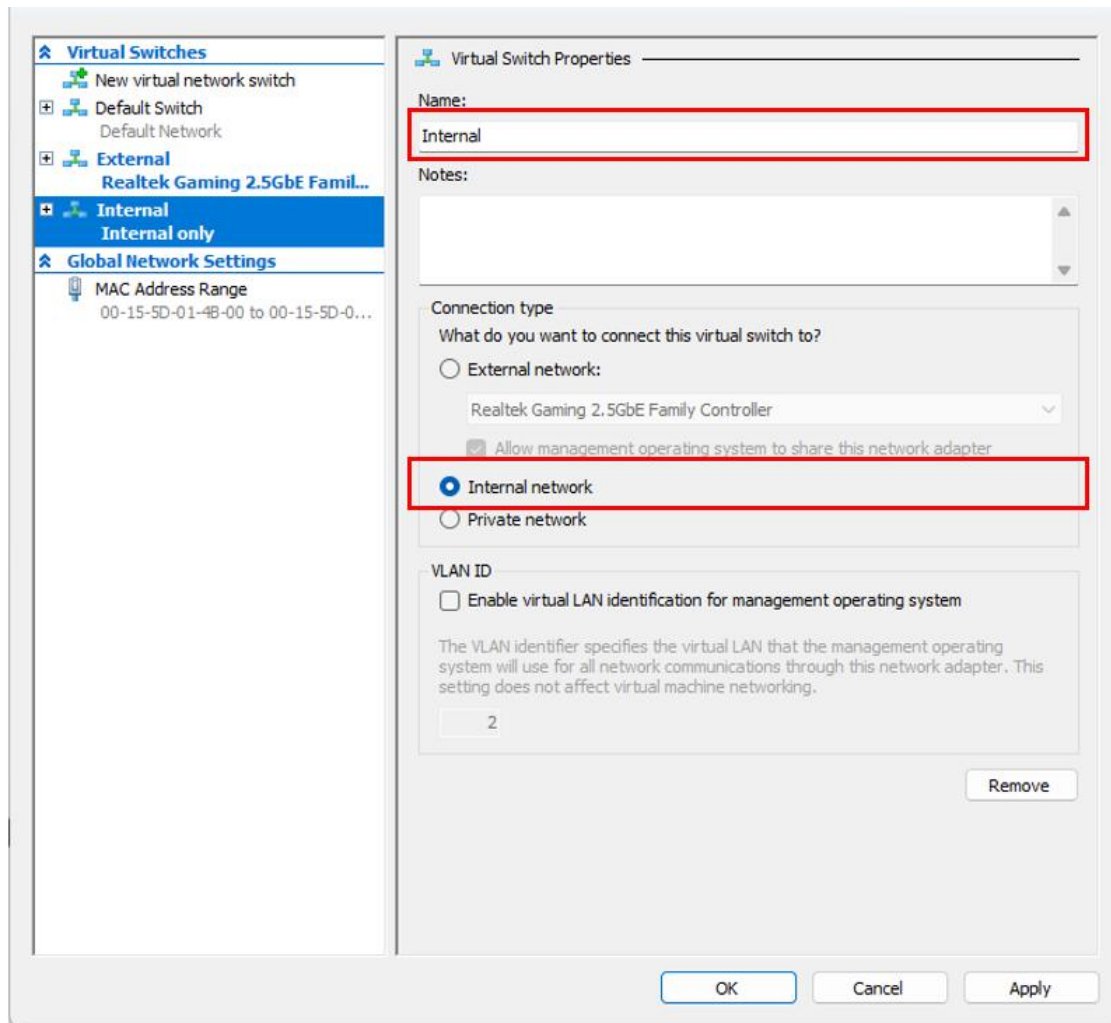 Virtual Switches
New virtual network switch
Default Switch
Default Network
External
Realtek Gaming 2.5GbE Famil...
Internal
Internal only
Global Network Settings
MAC Address Range
00-15-5D-01-4B-00 to 00-15-5D-0...
Virtual Switch Properties
Name:
Internal
Notes:
Connection type
What do you want to connect this virtual switch to?
External network:
Realtek Gaming 2.5GbE Family Controller
Allow management operating system to share this network adapter
Internal network
Private network
VLAN ID
Enable virtual LAN identification for management operating system
The VLAN identifier specifies the virtual LAN that the management operating
system will use for all network communications through this network adapter. This
setting does not affect virtual machine networking.
2
Remove
OK
Cancel
Apply